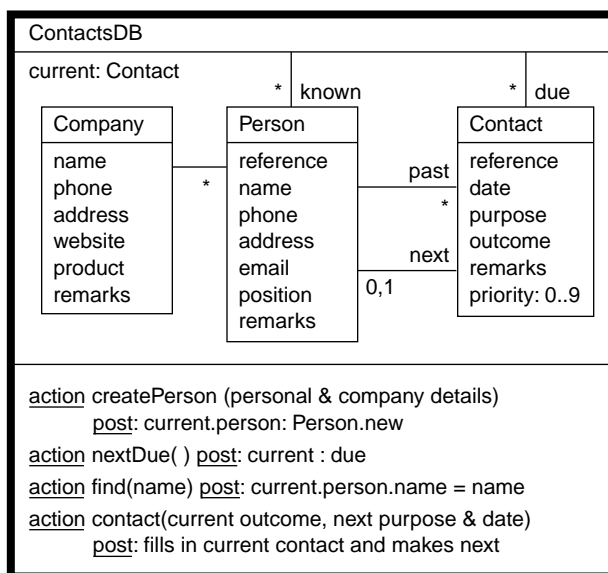 ContactsDB
current: Contact
* known
* due
Company
name
phone
address
website
product
remarks
*
Person
reference
name
phone
address
email
position
remarks
past
*
next
0,1
Contact
reference
date
purpose
outcome
remarks
priority: 0..9
action createPerson (personal & company details)
post: current.person: Person.new
action nextDue( ) post: current : due
action find(name) post: current.person.name = name
action contact(current outcome, next purpose & date)
post: fills in current contact and makes next